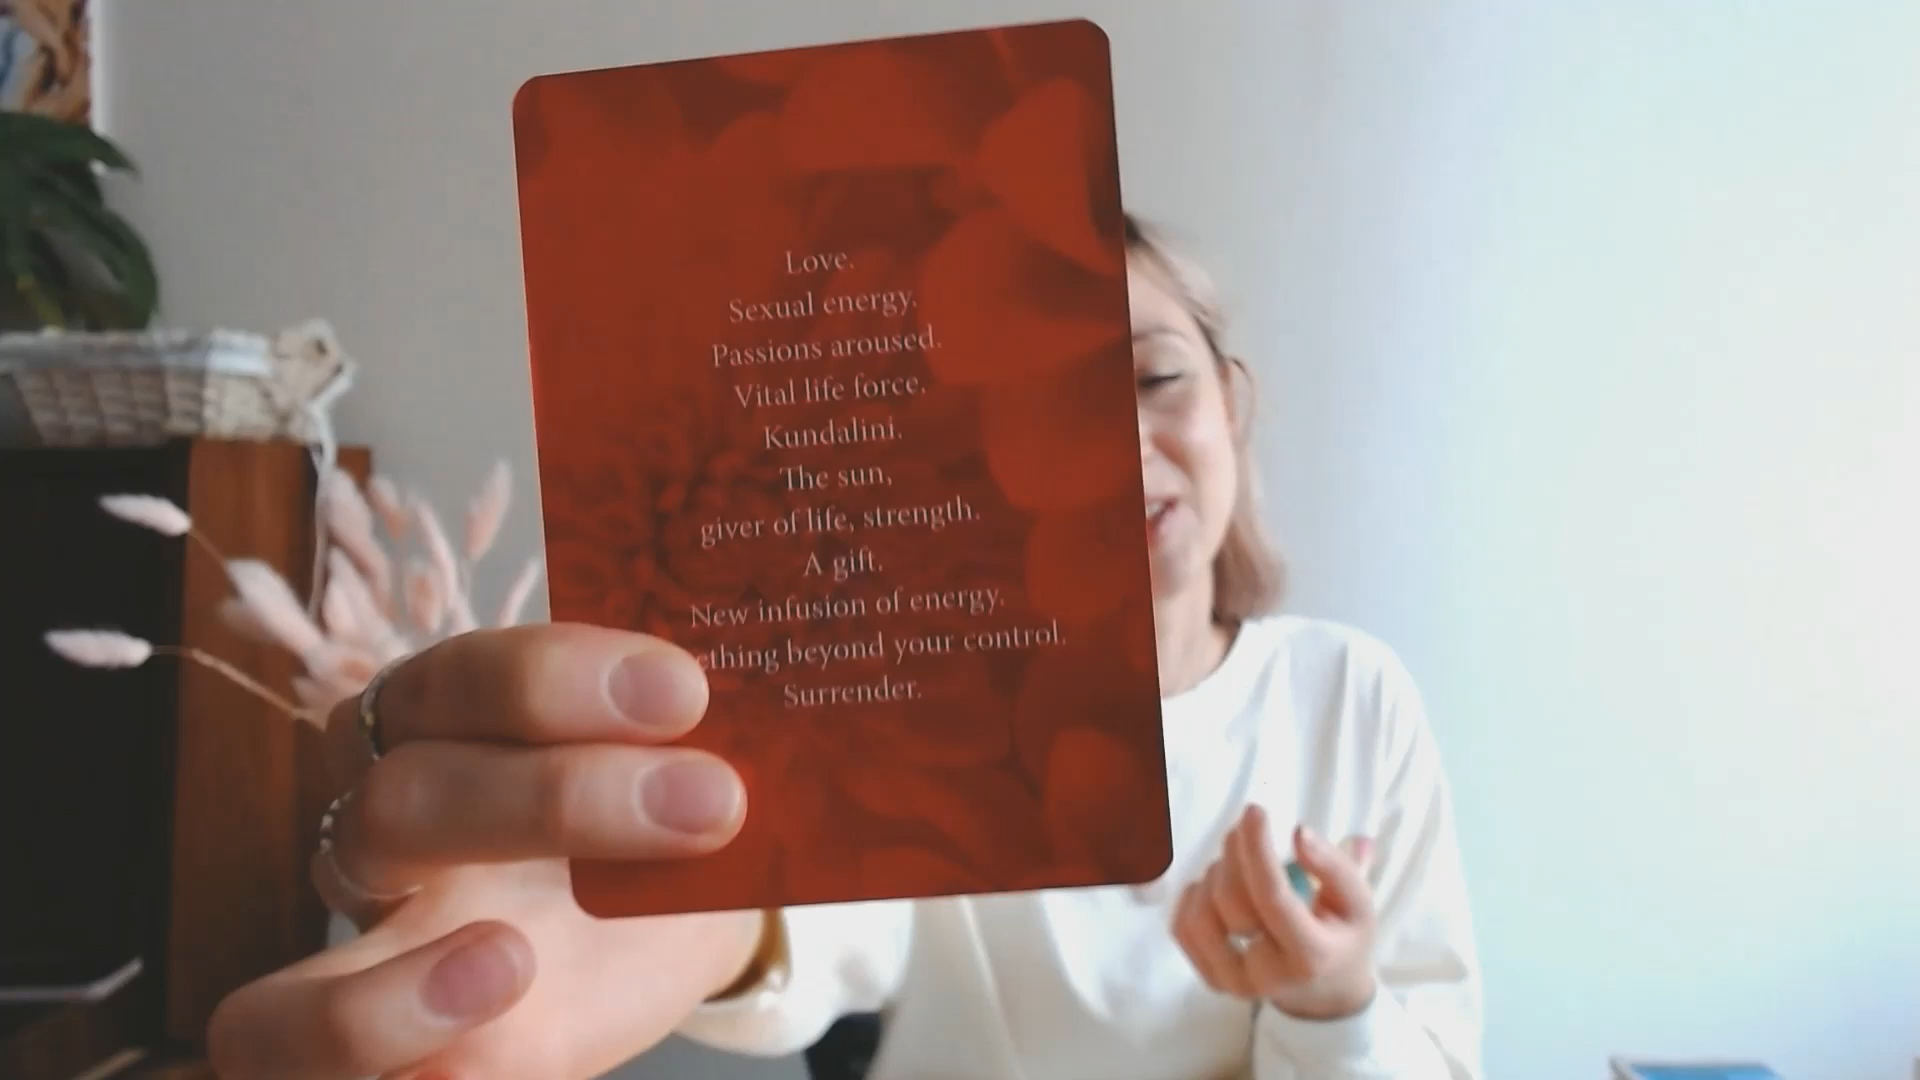 Love.
Sexual energy.
Passions aroused.
Vital life force.
Kundalini.
The sun,
giver of life, strength.
A gift.
New infusion of energy.
beyond your control.
Surrender.